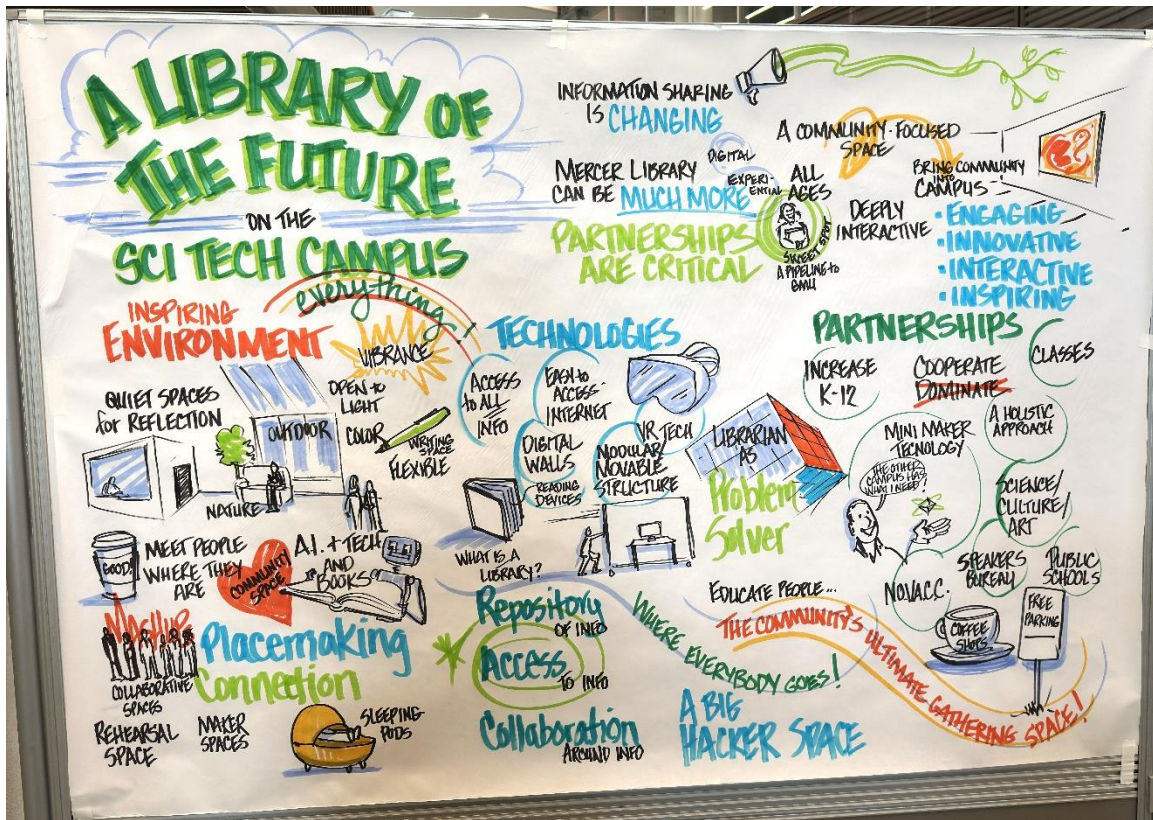 A LIBRARY OF
THE FUTURE
ON THE
SCI TECH CAMPUS
INFORMATION SHARING
IS CHANGING
MERCER LIBRARY
CAN BE MUCH MORE
PARTNERSHIPS
ARE CRITICAL
DIGITAL
EXPERI-
ENTIAL
ALL
AGES
SWEET SPOT
A PIPELINE to
GMU
A COMMUNITY-FOCUSED
SPACE
DEEPLY
INTERACTIVE
BRING COMMUNITY
INTO
CAMPUS
• ENGAGING
• INNOVATIVE
• INTERACTIVE
• INSPIRING
INSPIRING
ENVIRONMENT
everything!
VIBRANCE
QUIET SPACES
for REFLECTION
OUTDOOR
NATURE
OPEN to
LIGHT
COLOR
WRITING
SPACE
FLEXIBLE
GOOD!
MEET PEOPLE
WHERE THEY
ARE
COMMUNITY
SPACE
A.I. + TECH
AND
BOOKS
MashUp
COLLABORATIVE
SPACES
Placemaking
Connection
REHEARSAL
SPACE
MAKER
SPACES
SLEEPING
PODS
TECHNOLOGIES
ACCESS
to ALL
INFO
EASY to
ACCESS
INTERNET
DIGITAL
WALLS
READING
DEVICES
VR TECH
MODULAR
MOVABLE
STRUCTURE
WHAT IS A
LIBRARY?
Repository
OF INFO
Access
TO INFO
Collaboration
AROUND INFO
LIBRARIAN
AS
Problem
Solver
PARTNERSHIPS
INCREASE
K-12
COOPERATE
DOMINATE
CLASSES
A HOLISTIC
APPROACH
MINI MAKER
TECNOLOGY
THE OTHER
CAMPUS HAS
WHAT I NEED?
SCIENCE/
CULTURE/
ART
SPEAKERS
BUREAU
PUBLIC
SCHOOLS
NOVA C.C.
COFFEE
SHOPS
FREE
PARKING
EDUCATE PEOPLE...
WHERE EVERYBODY GOES!
THE COMMUNITY'S ULTIMATE GATHERING SPACE!
A BIG
HACKER SPACE